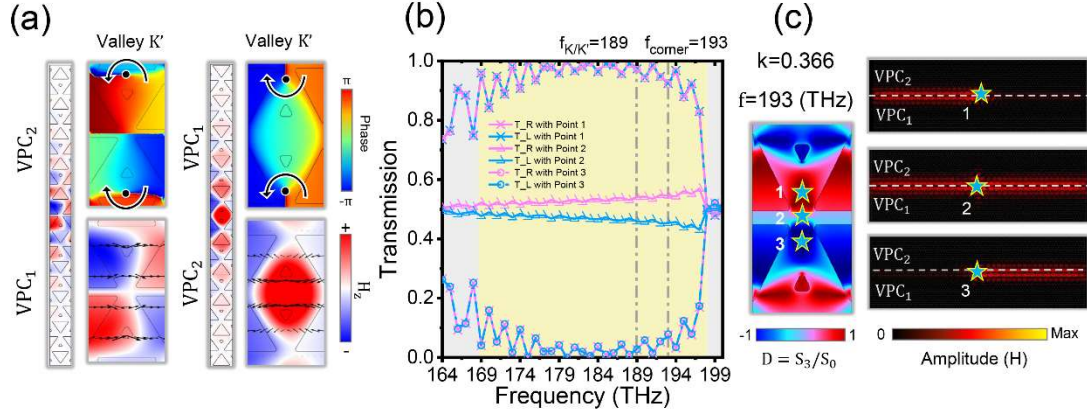 (a)
Valley K'
Valley K'
VPC₂
VPC₁
VPC₁
VPC₂
π
Phase
-π
+
H_z
-
(b)
f_K/K'=189
f_corner=193
1.0
0.8
0.6
0.4
0.2
0.0
Transmission
T_R with Point 1
T_L with Point 1
T_R with Point 2
T_L with Point 2
T_R with Point 3
T_L with Point 3
164 169 174 179 184 189 194 199
Frequency (THz)
(c)
k=0.366
f=193 (THz)
1
2
3
-1 1
D = S₃/S₀
VPC₂
VPC₁
1
VPC₂
VPC₁
2
VPC₂
VPC₁
3
0 Max
Amplitude (H)